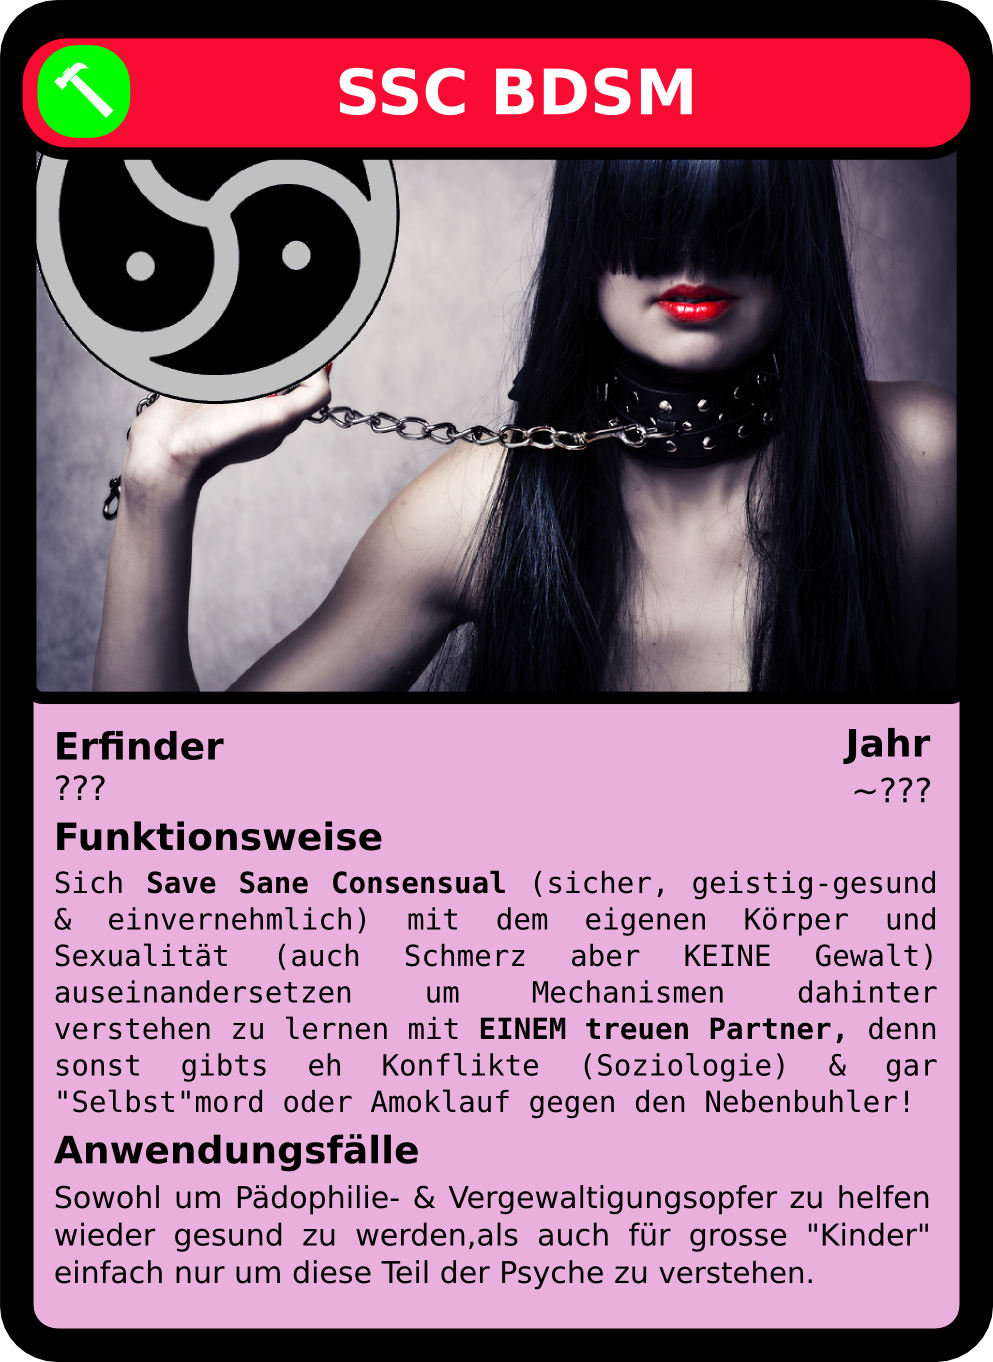 SSC BDSM
Erfinder
Jahr
???
~???
Funktionsweise
Sich Save Sane Consensual (sicher, geistig-gesund
& einvernehmlich) mit dem eigenen Körper und
Sexualität (auch Schmerz aber KEINE Gewalt)
auseinandersetzen um Mechanismen dahinter
verstehen zu lernen mit EINEM treuen Partner, denn
sonst gibts eh Konflikte (Soziologie) & gar
"Selbst"mord oder Amoklauf gegen den Nebenbuhler!
Anwendungsfälle
Sowohl um Pädophilie- & Vergewaltigungsopfer zu helfen
wieder gesund zu werden,als auch für grosse "Kinder"
einfach nur um diese Teil der Psyche zu verstehen.